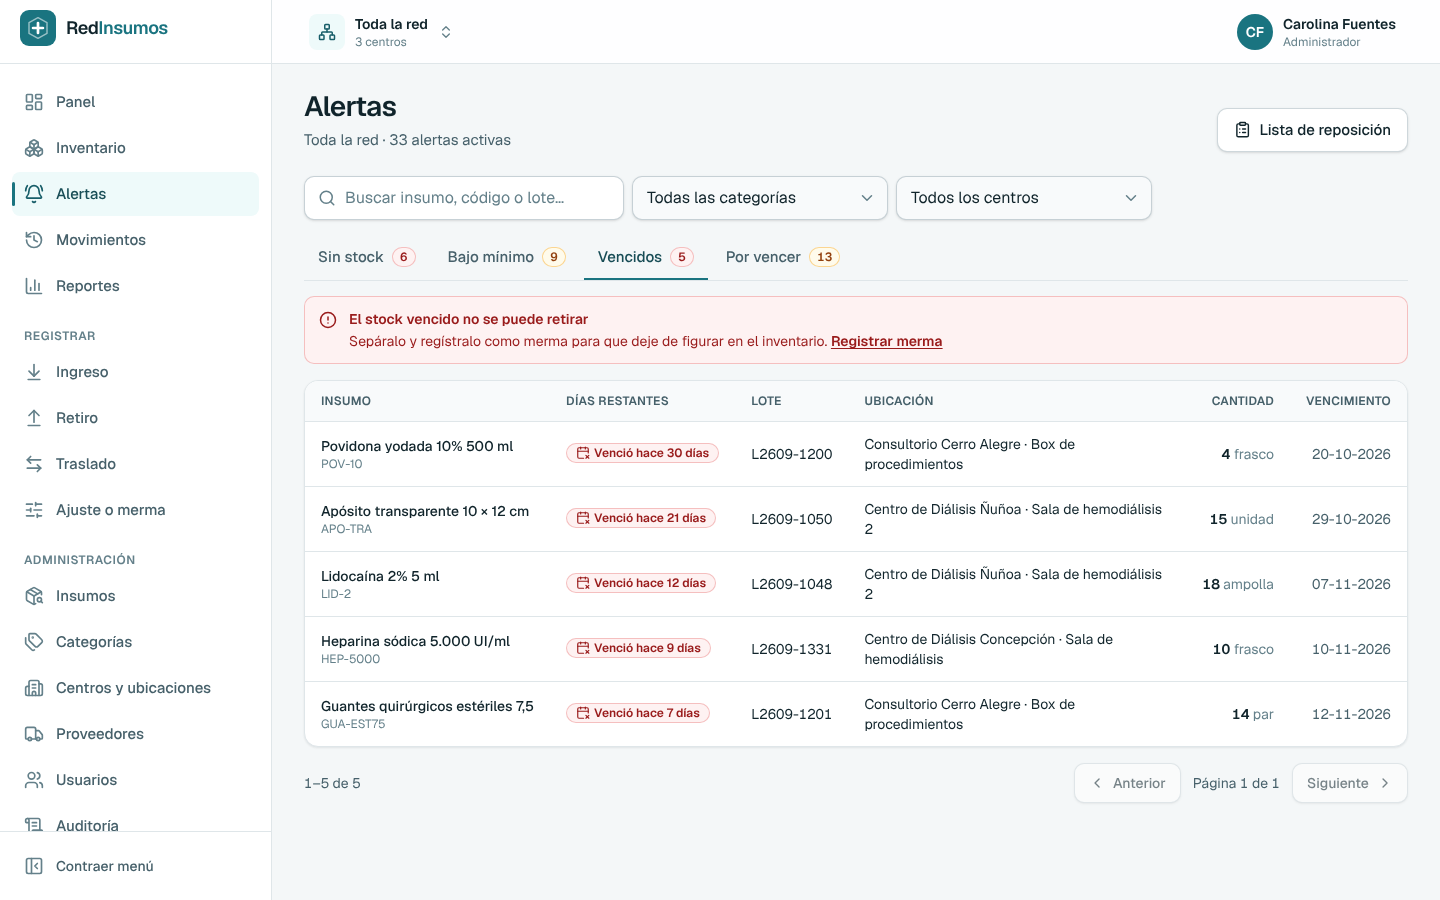 RedInsumos
Toda la red
3 centros
CF
Carolina Fuentes
Administrador
Panel
Inventario
Alertas
Movimientos
Reportes
REGISTRAR
Ingreso
Retiro
Traslado
Ajuste o merma
ADMINISTRACIÓN
Insumos
Categorías
Centros y ubicaciones
Proveedores
Usuarios
Auditoría
Contraer menú
Alertas
Toda la red · 33 alertas activas
Lista de reposición
Buscar insumo, código o lote...
Todas las categorías
Todos los centros
Sin stock 6
Bajo mínimo 9
Vencidos 5
Por vencer 13
El stock vencido no se puede retirar
Sepáralo y regístralo como merma para que deje de figurar en el inventario. Registrar merma
INSUMO DÍAS RESTANTES LOTE UBICACIÓN CANTIDAD VENCIMIENTO
Povidona yodada 10% 500 ml
POV-10
Venció hace 30 días
L2609-1200
Consultorio Cerro Alegre · Box de
procedimientos
4 frasco
20-10-2026
Apósito transparente 10 × 12 cm
APO-TRA
Venció hace 21 días
L2609-1050
Centro de Diálisis Ñuñoa · Sala de hemodiálisis
2
15 unidad
29-10-2026
Lidocaína 2% 5 ml
LID-2
Venció hace 12 días
L2609-1048
Centro de Diálisis Ñuñoa · Sala de hemodiálisis
2
18 ampolla
07-11-2026
Heparina sódica 5.000 UI/ml
HEP-5000
Venció hace 9 días
L2609-1331
Centro de Diálisis Concepción · Sala de
hemodiálisis
10 frasco
10-11-2026
Guantes quirúrgicos estériles 7,5
GUA-EST75
Venció hace 7 días
L2609-1201
Consultorio Cerro Alegre · Box de
procedimientos
14 par
12-11-2026
1–5 de 5
Anterior
Página 1 de 1
Siguiente